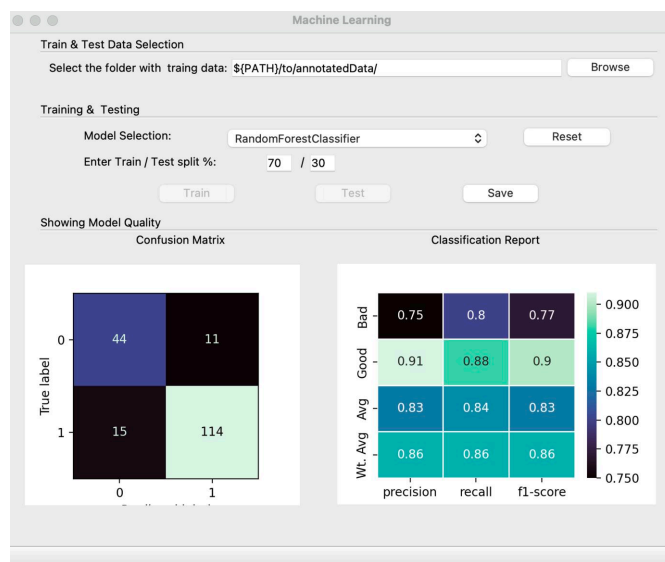 Machine Learning
Train & Test Data Selection
Select the folder with traing data: ${PATH}/to/annotatedData/ Browse
Training & Testing
Model Selection: RandomForestClassifier Reset
Enter Train / Test split %: 70 / 30
Train Test Save
Showing Model Quality
Confusion Matrix
True label
0 44 11
1 15 114
0 1
Classification Report
Bad 0.75 0.8 0.77
Good 0.91 0.88 0.9
Avg 0.83 0.84 0.83
Wt. Avg 0.86 0.86 0.86
precision recall f1-score
0.900
0.875
0.850
0.825
0.800
0.775
0.750